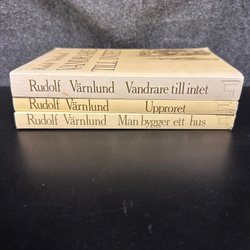 Rudolf Värnlund Vandrare till intet
Rudolf Värnlund Upproret
Rudolf Värnlund Man bygger ett hus